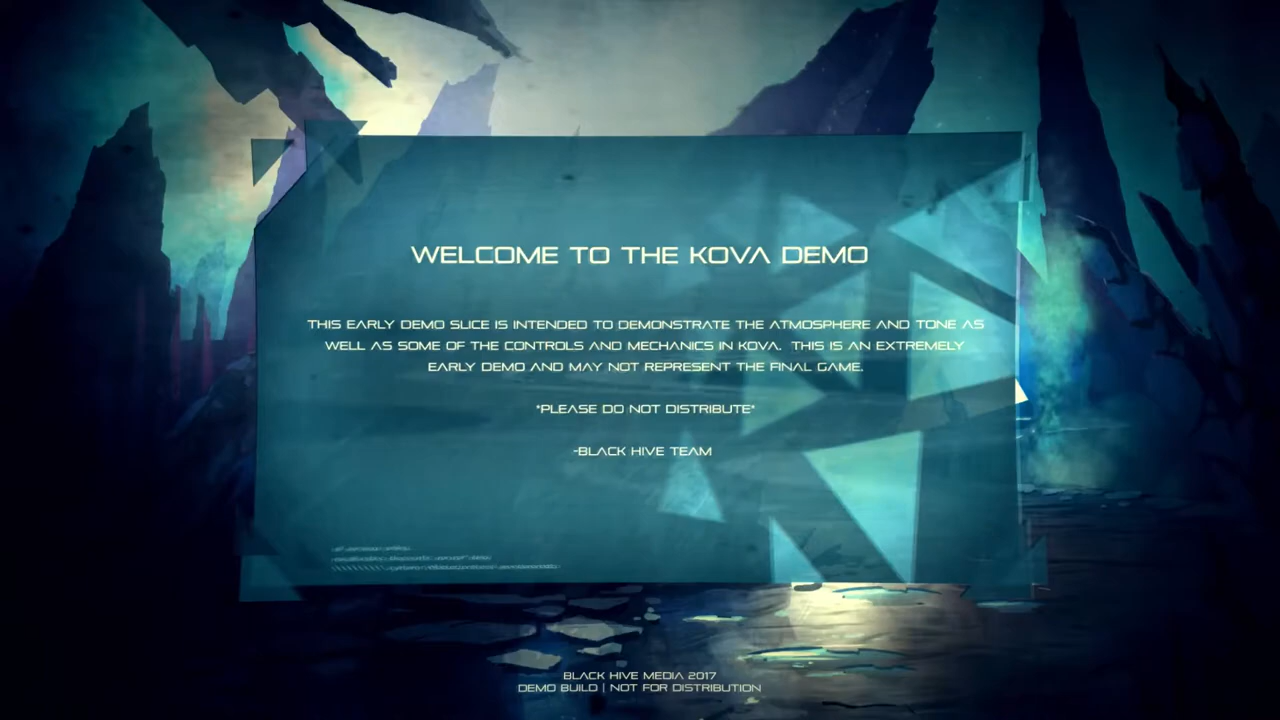 WELCOME TO THE KOVA DEMO
THIS EARLY DEMO SLICE IS INTENDED TO DEMONSTRATE THE ATMOSPHERE AND TONE AS
WELL AS SOME OF THE CONTROLS AND MECHANICS IN KOVA.  THIS IS AN EXTREMELY
EARLY DEMO AND MAY NOT REPRESENT THE FINAL GAME.
*PLEASE DO NOT DISTRIBUTE*
-BLACK HIVE TEAM
BLACK HIVE MEDIA 2017
DEMO BUILD | NOT FOR DISTRIBUTION